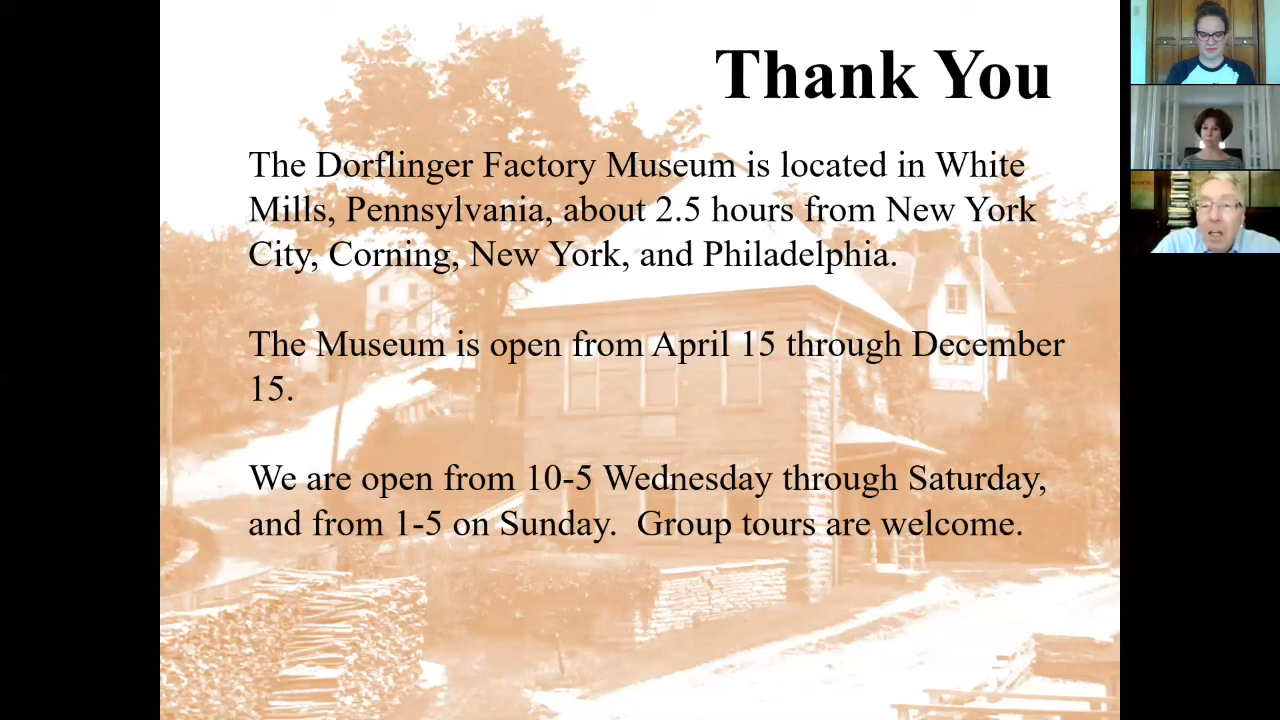 Thank You
The Dorflinger Factory Museum is located in White
Mills, Pennsylvania, about 2.5 hours from New York
City, Corning, New York, and Philadelphia.
The Museum is open from April 15 through December
15.
We are open from 10-5 Wednesday through Saturday,
and from 1-5 on Sunday.  Group tours are welcome.